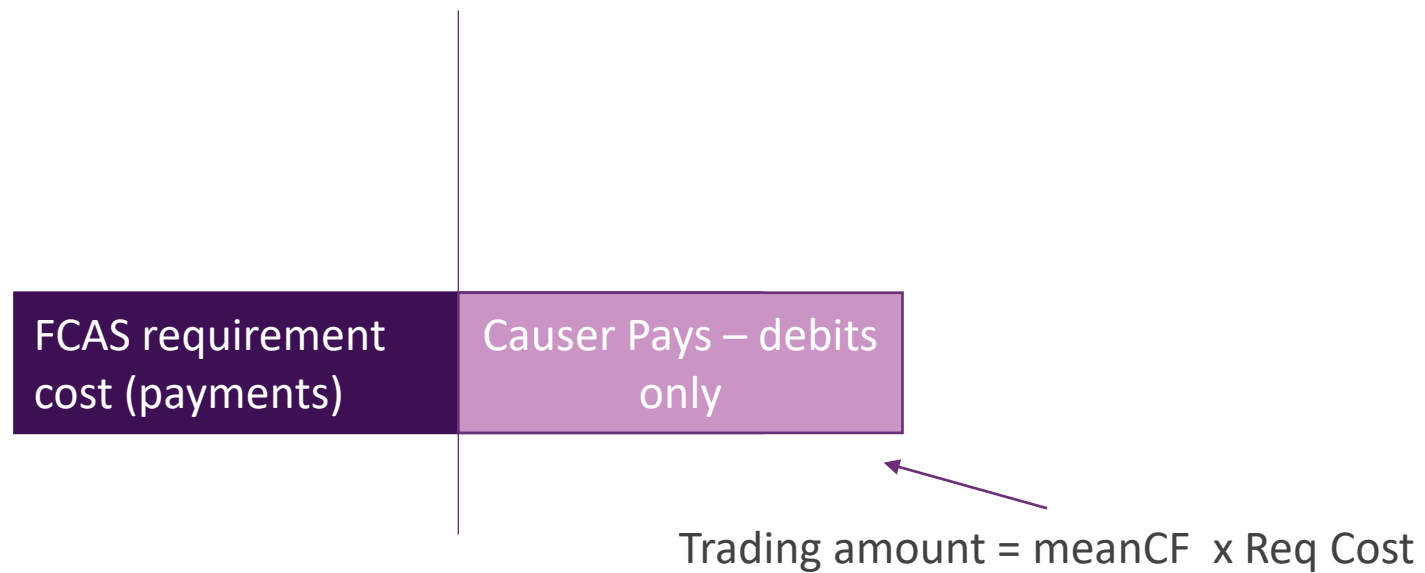 FCAS requirement
cost (payments)
Causer Pays – debits
only
Trading amount = meanCF x Req Cost